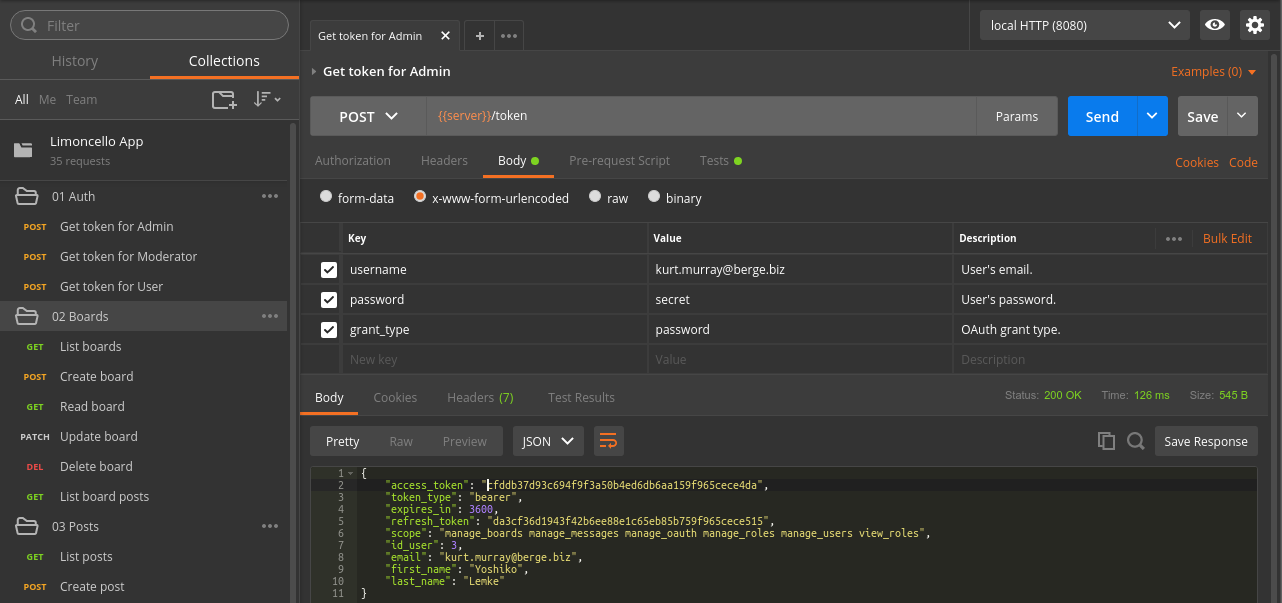 Filter
History Collections
All Me Team
Limoncello App
35 requests
01 Auth
POST Get token for Admin
POST Get token for Moderator
POST Get token for User
02 Boards
GET List boards
POST Create board
GET Read board
PATCH Update board
DEL Delete board
GET List board posts
03 Posts
GET List posts
POST Create post
Get token for Admin
local HTTP (8080)
Get token for Admin
Examples (0)
POST {{server}}/token Params Send Save
Authorization Headers Body Pre-request Script Tests Cookies Code
form-data x-www-form-urlencoded raw binary
Key Value Description Bulk Edit
username kurt.murray@berge.biz User's email.
password secret User's password.
grant_type password OAuth grant type.
New key Value Description
Body Cookies Headers (7) Test Results Status: 200 OK Time: 126 ms Size: 545 B
Pretty Raw Preview JSON Save Response
1 {
2 "access_token": "cfddb37d93c694f9f3a50b4ed6db6aa159f965cece4da",
3 "token_type": "bearer",
4 "expires_in": 3600,
5 "refresh_token": "da3cf36d1943f42b6ee88e1c65eb85b759f965cece515",
6 "scope": "manage_boards manage_messages manage_oauth manage_roles manage_users view_roles",
7 "id_user": 3,
8 "email": "kurt.murray@berge.biz",
9 "first_name": "Yoshiko",
10 "last_name": "Lemke"
11 }